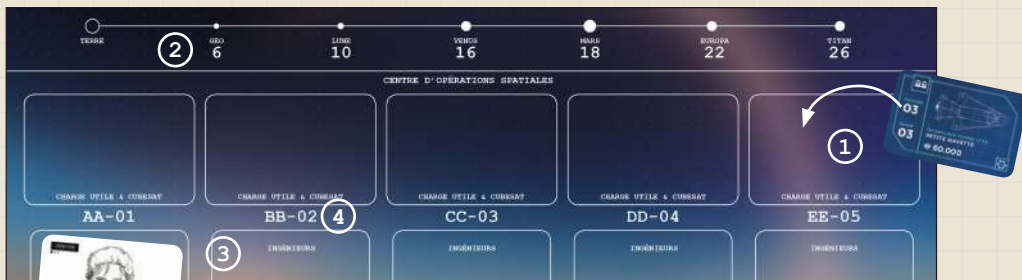 TERRE
GEO
6
LUNE
10
VENUS
16
MARS
18
EUROPA
22
TITAN
26
2
CENTRE D'OPÉRATIONS SPATIALES
03
03
PETITE NAVETTE
60.000
1
CHARGE UTILE & CUBESAT
CHARGE UTILE & CUBESAT
CHARGE UTILE & CUBESAT
CHARGE UTILE & CUBESAT
CHARGE UTILE & CUBESAT
AA-01
BB-02
4
CC-03
DD-04
EE-05
3
INGÉNIEURS
INGÉNIEURS
INGÉNIEURS
INGÉNIEURS